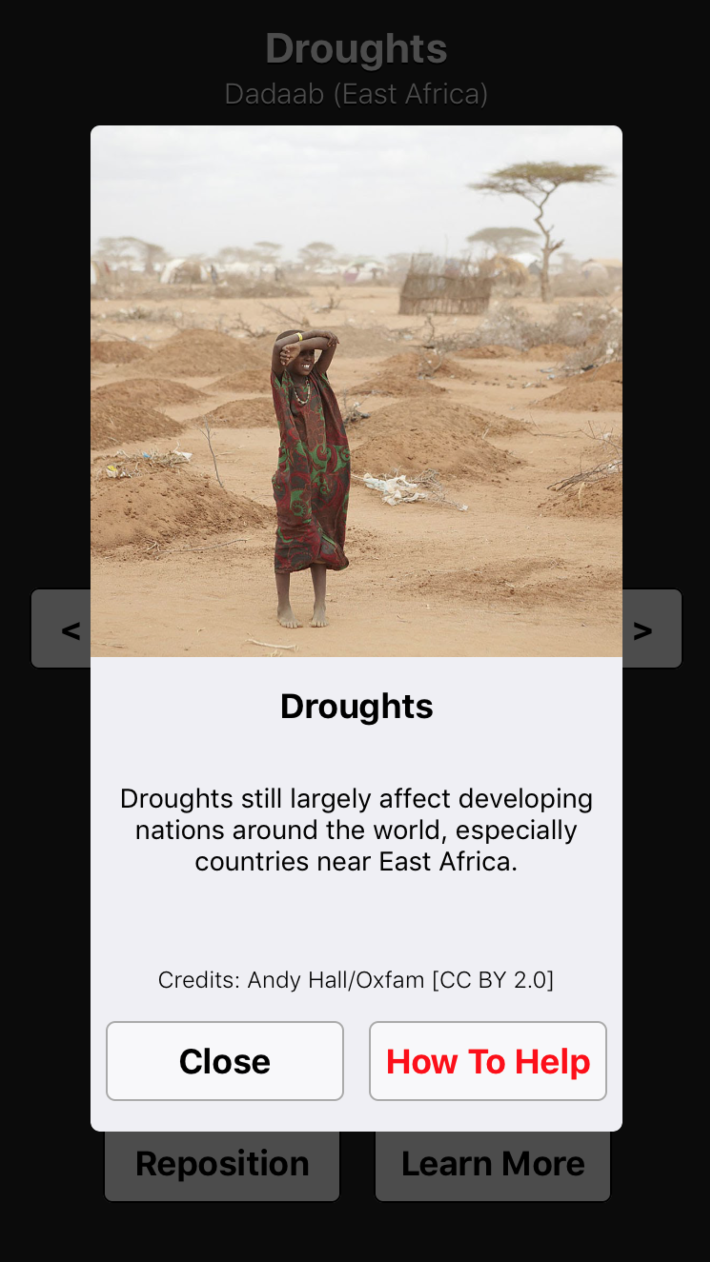 Droughts
Dadaab (East Africa)
<
>
Droughts
Droughts still largely affect developing
nations around the world, especially
countries near East Africa.
Credits: Andy Hall/Oxfam [CC BY 2.0]
Close
How To Help
Reposition
Learn More